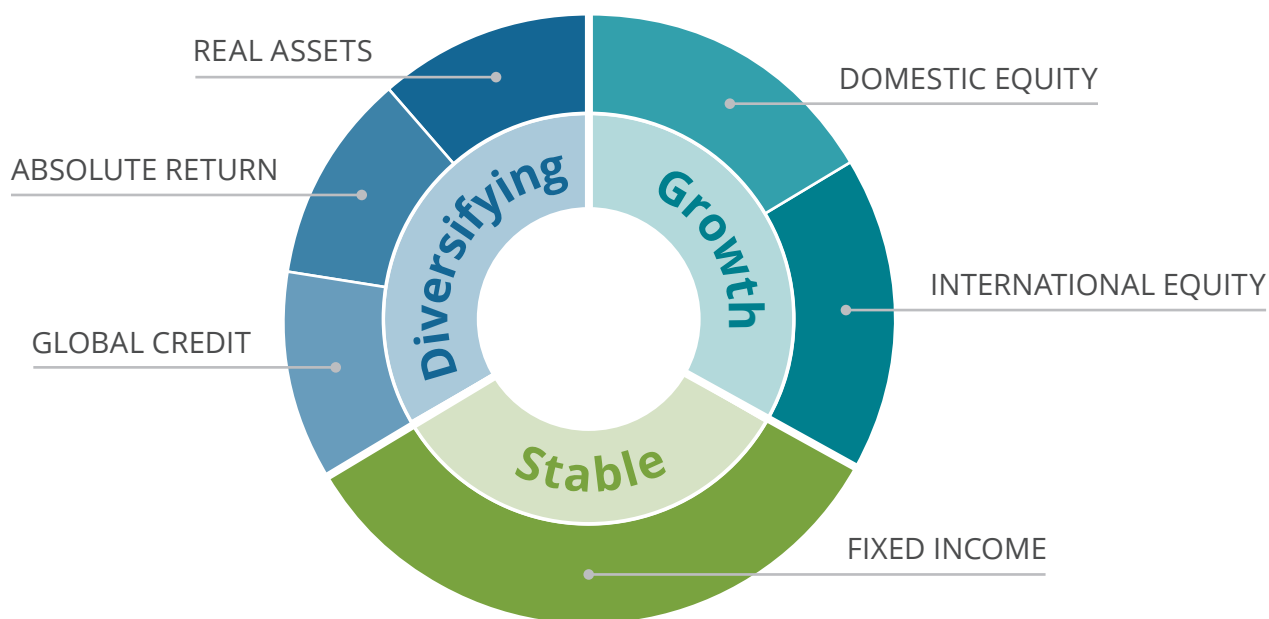 REAL ASSETS
DOMESTIC EQUITY
ABSOLUTE RETURN
Diversifying
Growth
INTERNATIONAL EQUITY
GLOBAL CREDIT
Stable
FIXED INCOME